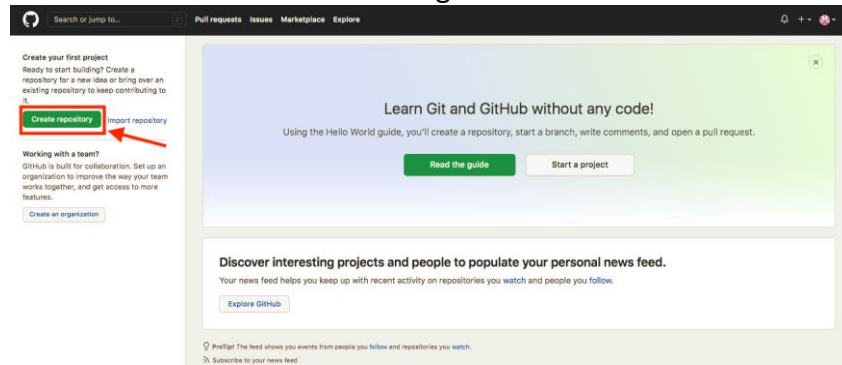 Search or jump to...
/
Pull requests Issues Marketplace Explore
Create your first project
Ready to start building? Create a
repository for a new idea or bring over an
existing repository to keep contributing to
it.
Create repository
Import repository
Working with a team?
GitHub is built for collaboration. Set up an
organization to improve the way your team
works together, and get access to more
features.
Create an organization
Learn Git and GitHub without any code!
Using the Hello World guide, you'll create a repository, start a branch, write comments, and open a pull request.
Read the guide
Start a project
Discover interesting projects and people to populate your personal news feed.
Your news feed helps you keep up with recent activity on repositories you watch and people you follow.
Explore GitHub
ProTip! The feed shows you events from people you follow and repositories you watch.
Subscribe to your news feed